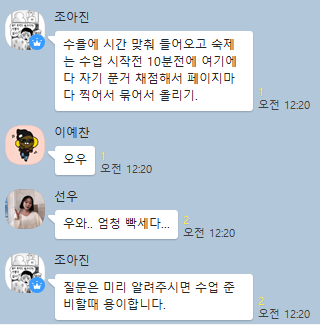 조아진
수욜에 시간 맞춰 들어오고 숙제
는 수업 시작전 10분전에 여기에
다 자기 푼거 채점해서 페이지마
다 찍어서 묶어서 올리기.
1
오전 12:20
이예찬
오우
1
오전 12:20
선우
우와.. 엄청 빡세다...
2
오전 12:20
조아진
질문은 미리 알려주시면 수업 준
비할때 용이합니다.
2
오전 12:20